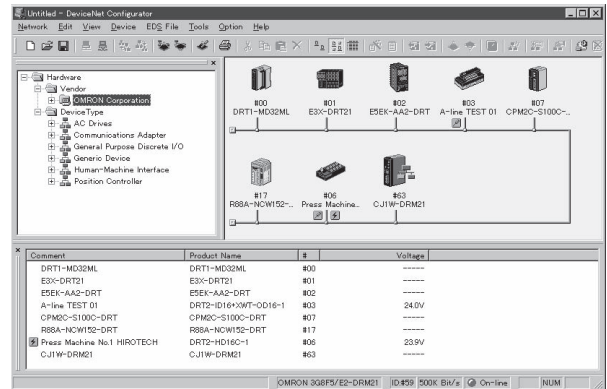 Untitled - DeviceNet Configurator
Network Edit View Device EDS File Tools Option Help
Hardware
Vendor
OMRON Corporation
DeviceType
AC Drives
Communications Adapter
General Purpose Discrete I/O
Generic Device
Human-Machine Interface
Position Controller
#00 #01 #02 #03 #07
DRT1-MD32ML E3X-DRT21 E5EK-AA2-DRT A-line TEST 01 CPM2C-S100C-...
#17 #06 #63
R88A-NCW152-... Press Machine... CJ1W-DRM21
Comment Product Name # Voltage
DRT1-MD32ML DRT1-MD32ML #00 -----
E3X-DRT21 E3X-DRT21 #01 -----
E5EK-AA2-DRT E5EK-AA2-DRT #02 -----
A-line TEST 01 DRT2-ID16+XWT-OD16-1 #03 24.0V
CPM2C-S100C-DRT CPM2C-S100C-DRT #07 -----
R88A-NCW152-DRT R88A-NCW152-DRT #17 -----
Press Machine No.1 HIROTECH DRT2-HD16C-1 #06 23.9V
CJ1W-DRM21 CJ1W-DRM21 #63 -----
OMRON 3G8F5/E2-DRM21 ID:#59 500K Bit/s On-line NUM